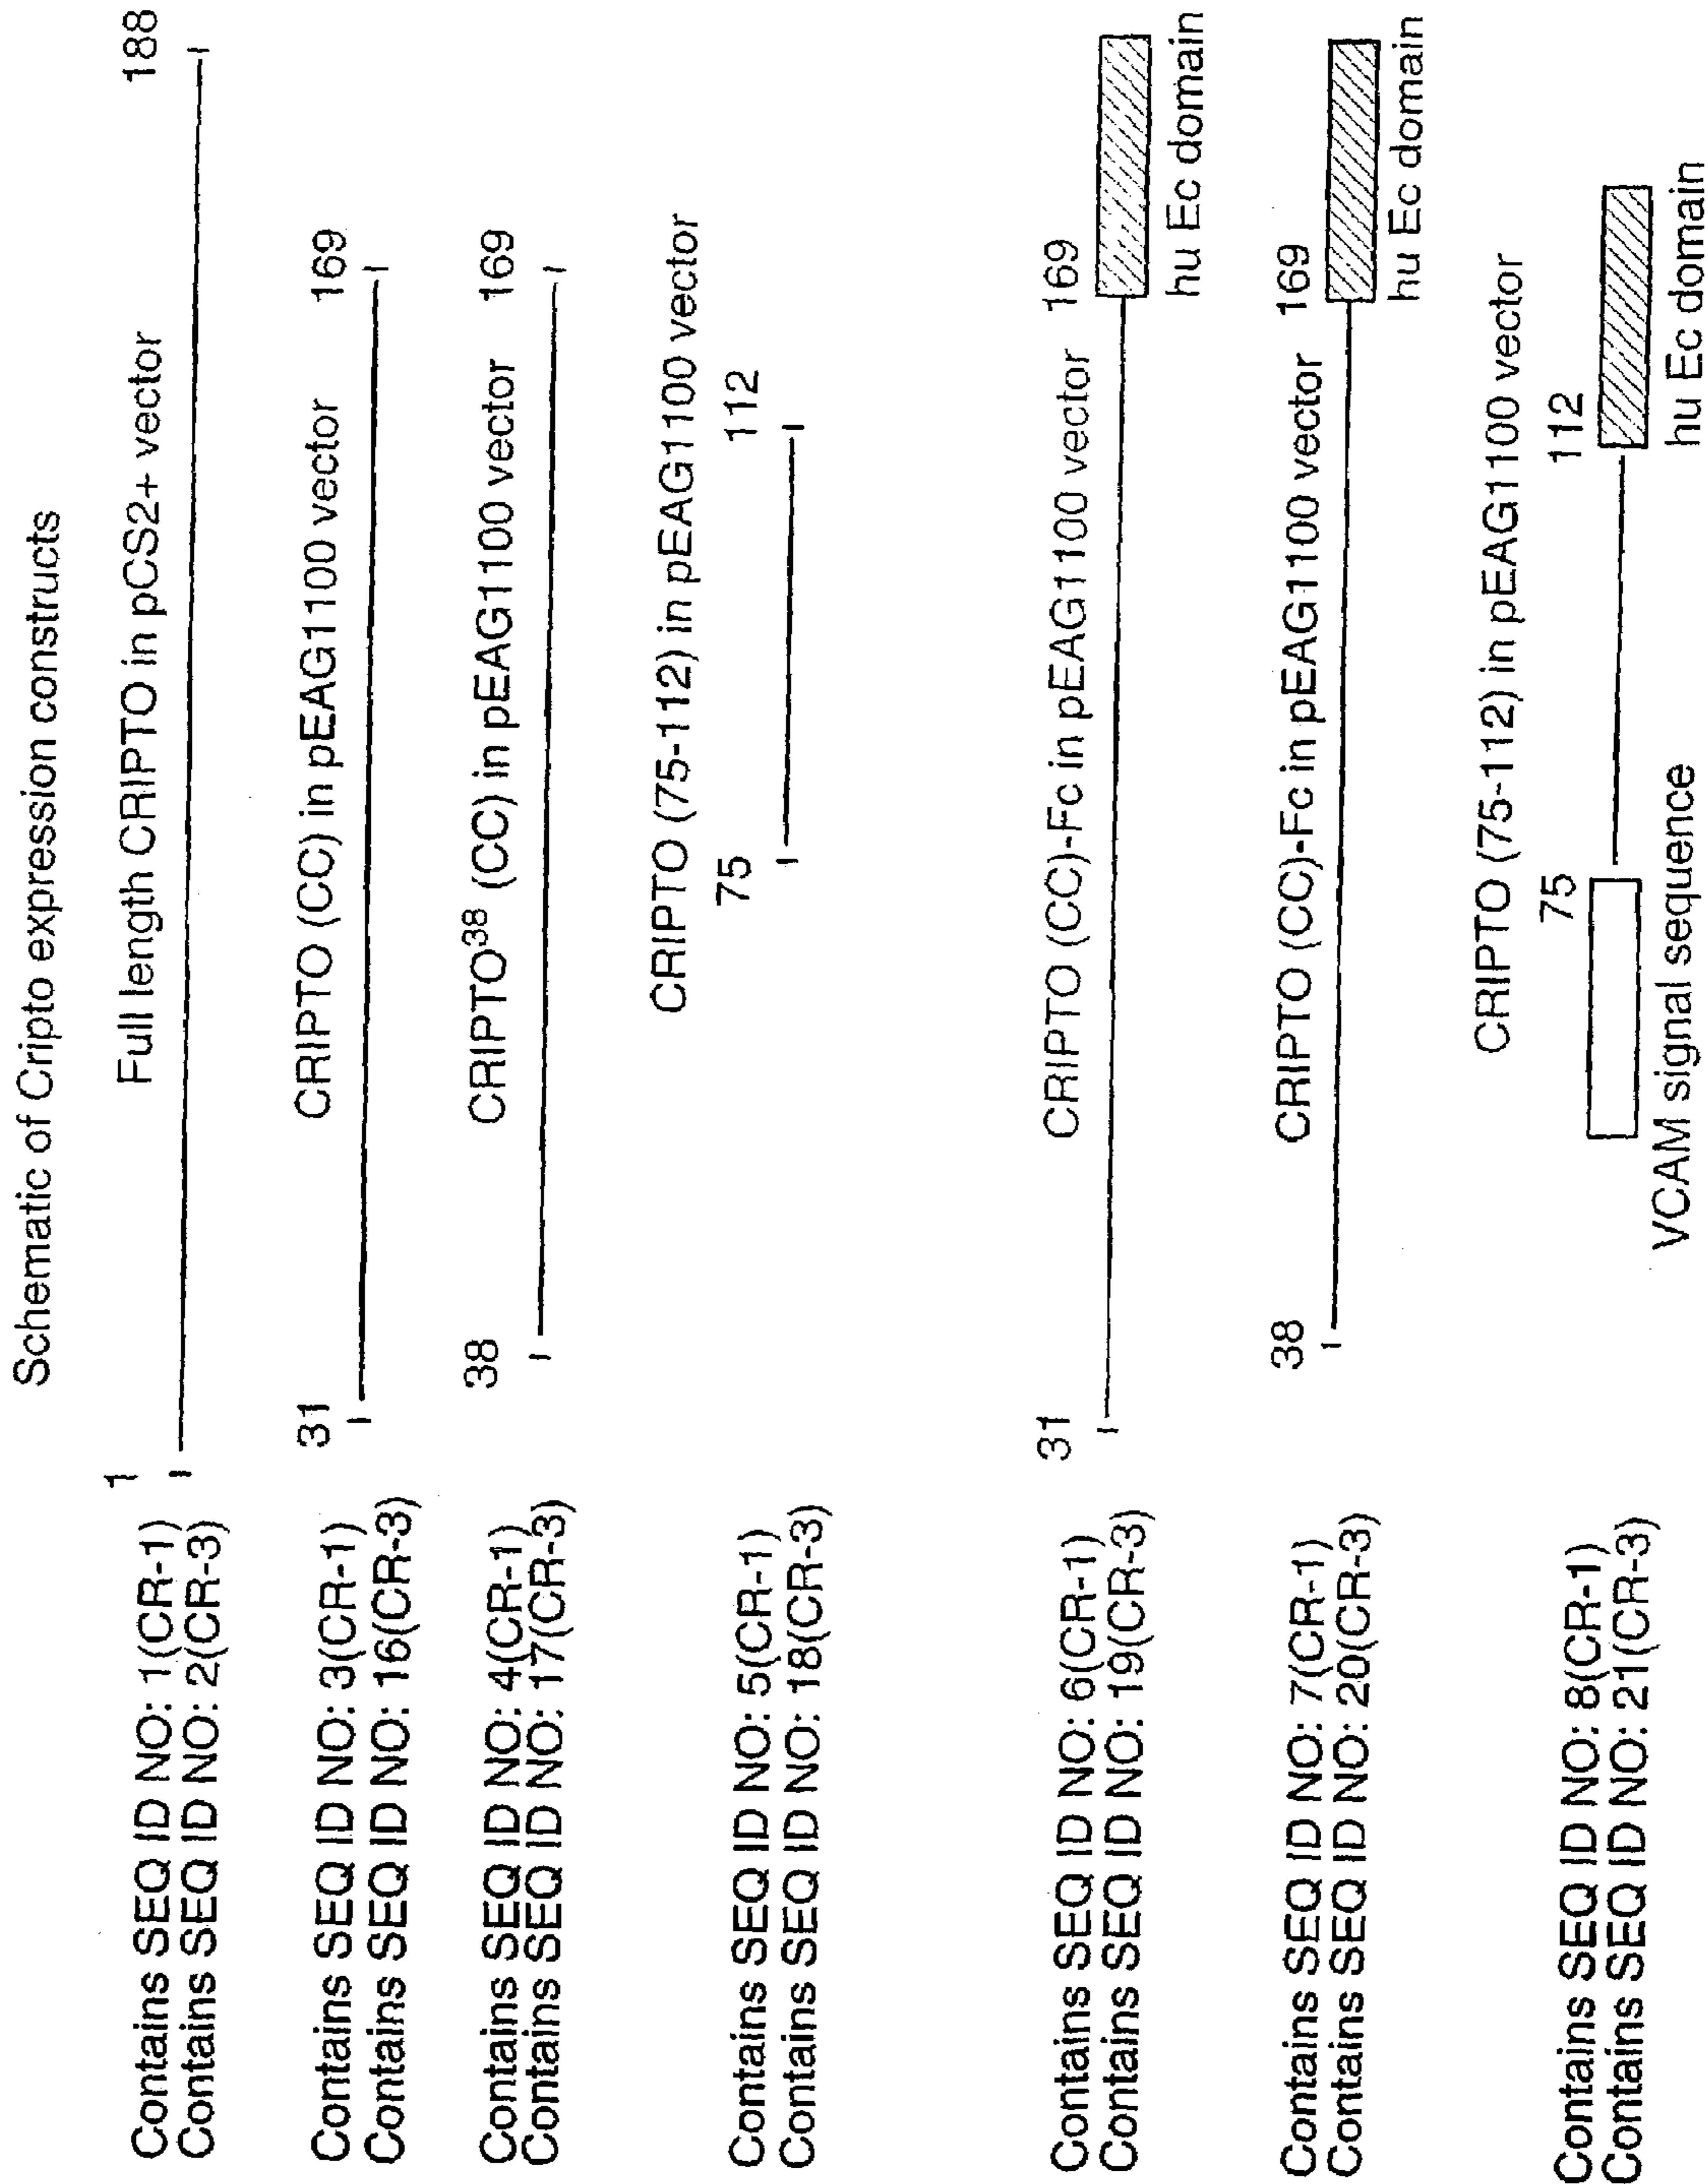 Schematic of Cripto expression constructs
Full length CRIPTO in pCS2+ vector
1
188
Contains SEQ ID NO: 1(CR-1)
Contains SEQ ID NO: 2(CR-3)
CRIPTO (CC) in pEAG1100 vector
31
169
Contains SEQ ID NO: 3(CR-1)
Contains SEQ ID NO: 16(CR-3)
CRIPTO38 (CC) in pEAG1100 vector
38
169
Contains SEQ ID NO: 4(CR-1)
Contains SEQ ID NO: 17(CR-3)
CRIPTO (75-112) in pEAG1100 vector
75
112
Contains SEQ ID NO: 5(CR-1)
Contains SEQ ID NO: 18(CR-3)
CRIPTO (CC)-Fc in pEAG1100 vector
31
169
hu Ec domain
Contains SEQ ID NO: 6(CR-1)
Contains SEQ ID NO: 19(CR-3)
CRIPTO (CC)-Fc in pEAG1100 vector
38
169
hu Ec domain
Contains SEQ ID NO: 7(CR-1)
Contains SEQ ID NO: 20(CR-3)
CRIPTO (75-112) in pEAG1100 vector
75
112
VCAM signal sequence
hu Ec domain
Contains SEQ ID NO: 8(CR-1)
Contains SEQ ID NO: 21(CR-3)